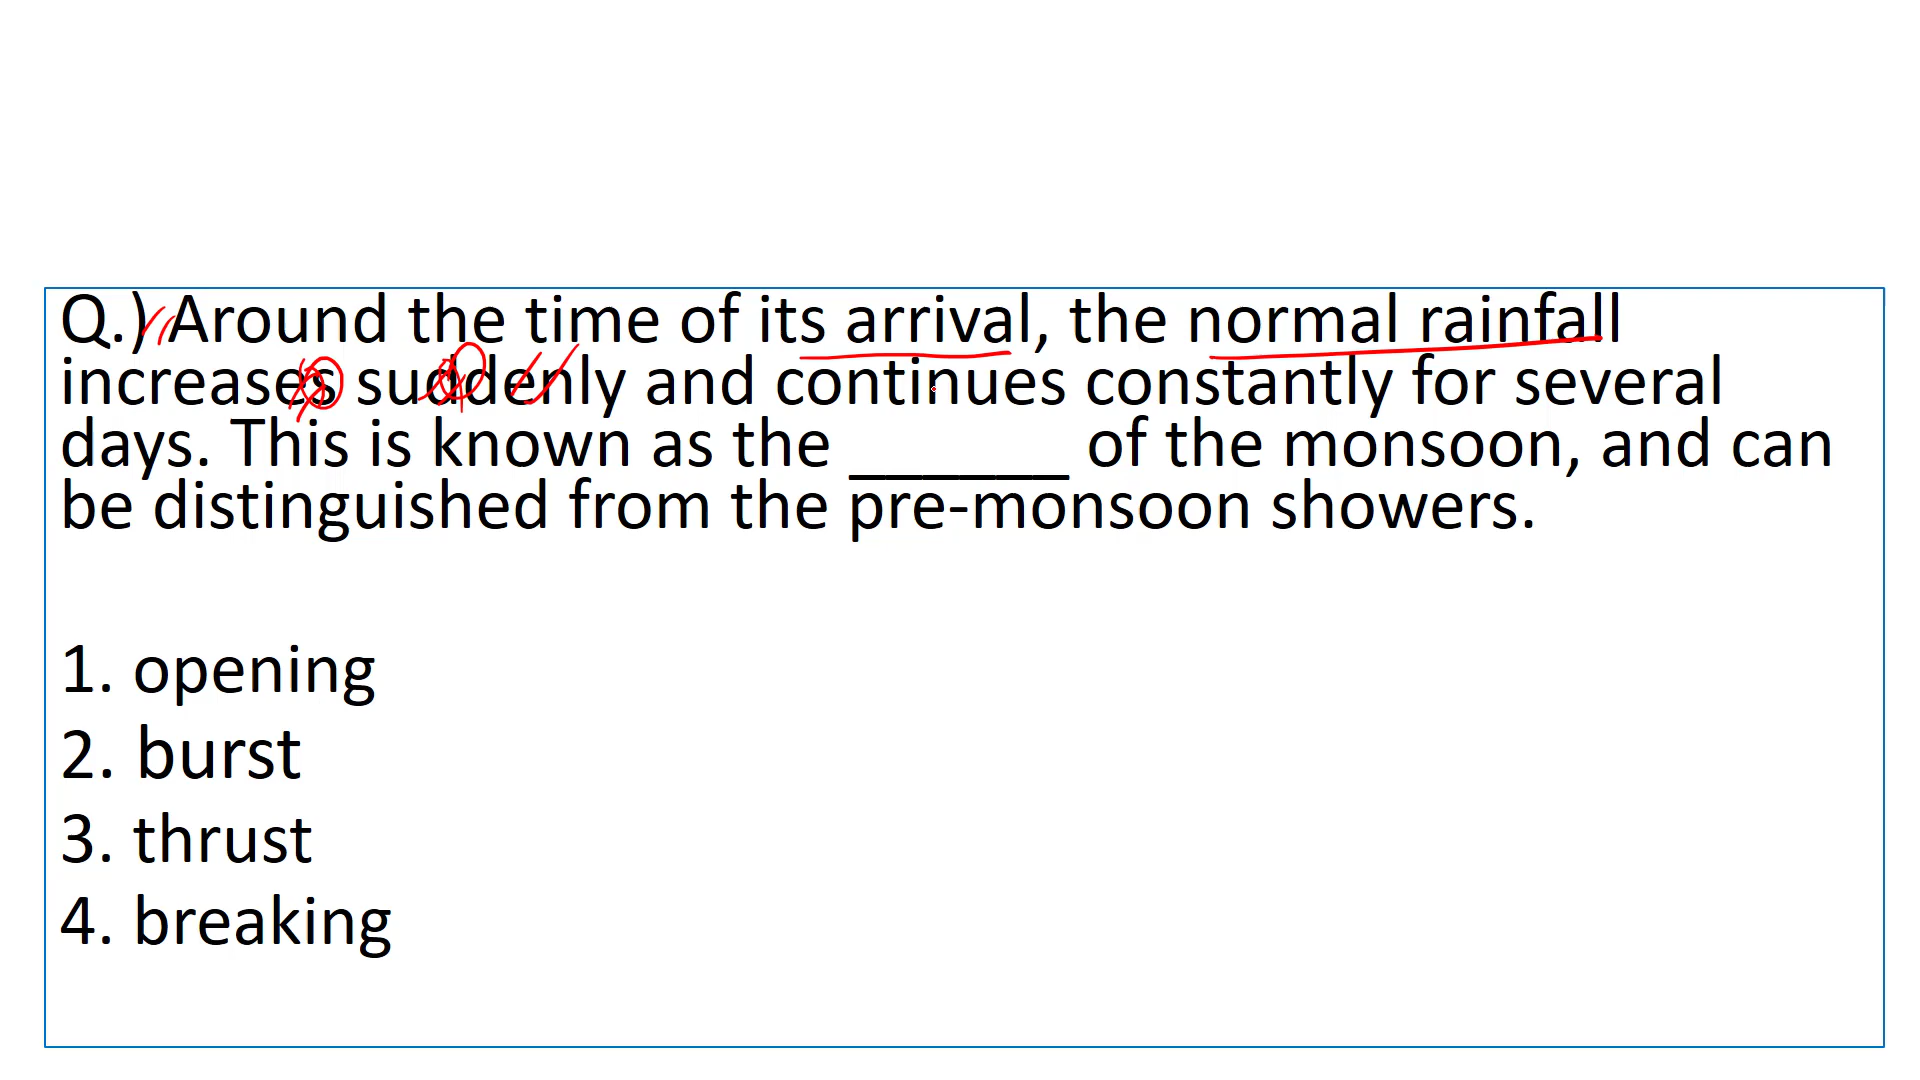 Q.) Around the time of its arrival, the normal rainfall
increases suddenly and continues constantly for several
days. This is known as the ______ of the monsoon, and can
be distinguished from the pre-monsoon showers.
1. opening
2. burst
3. thrust
4. breaking